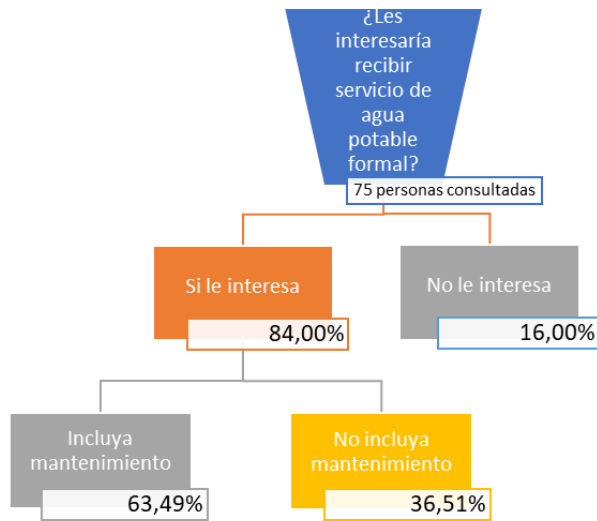 ¿Les
interesaría
recibir
servicio de
agua
potable
formal?
75 personas consultadas
Si le interesa
84,00%
No le interesa
16,00%
Incluya
mantenimiento
63,49%
No incluya
mantenimiento
36,51%